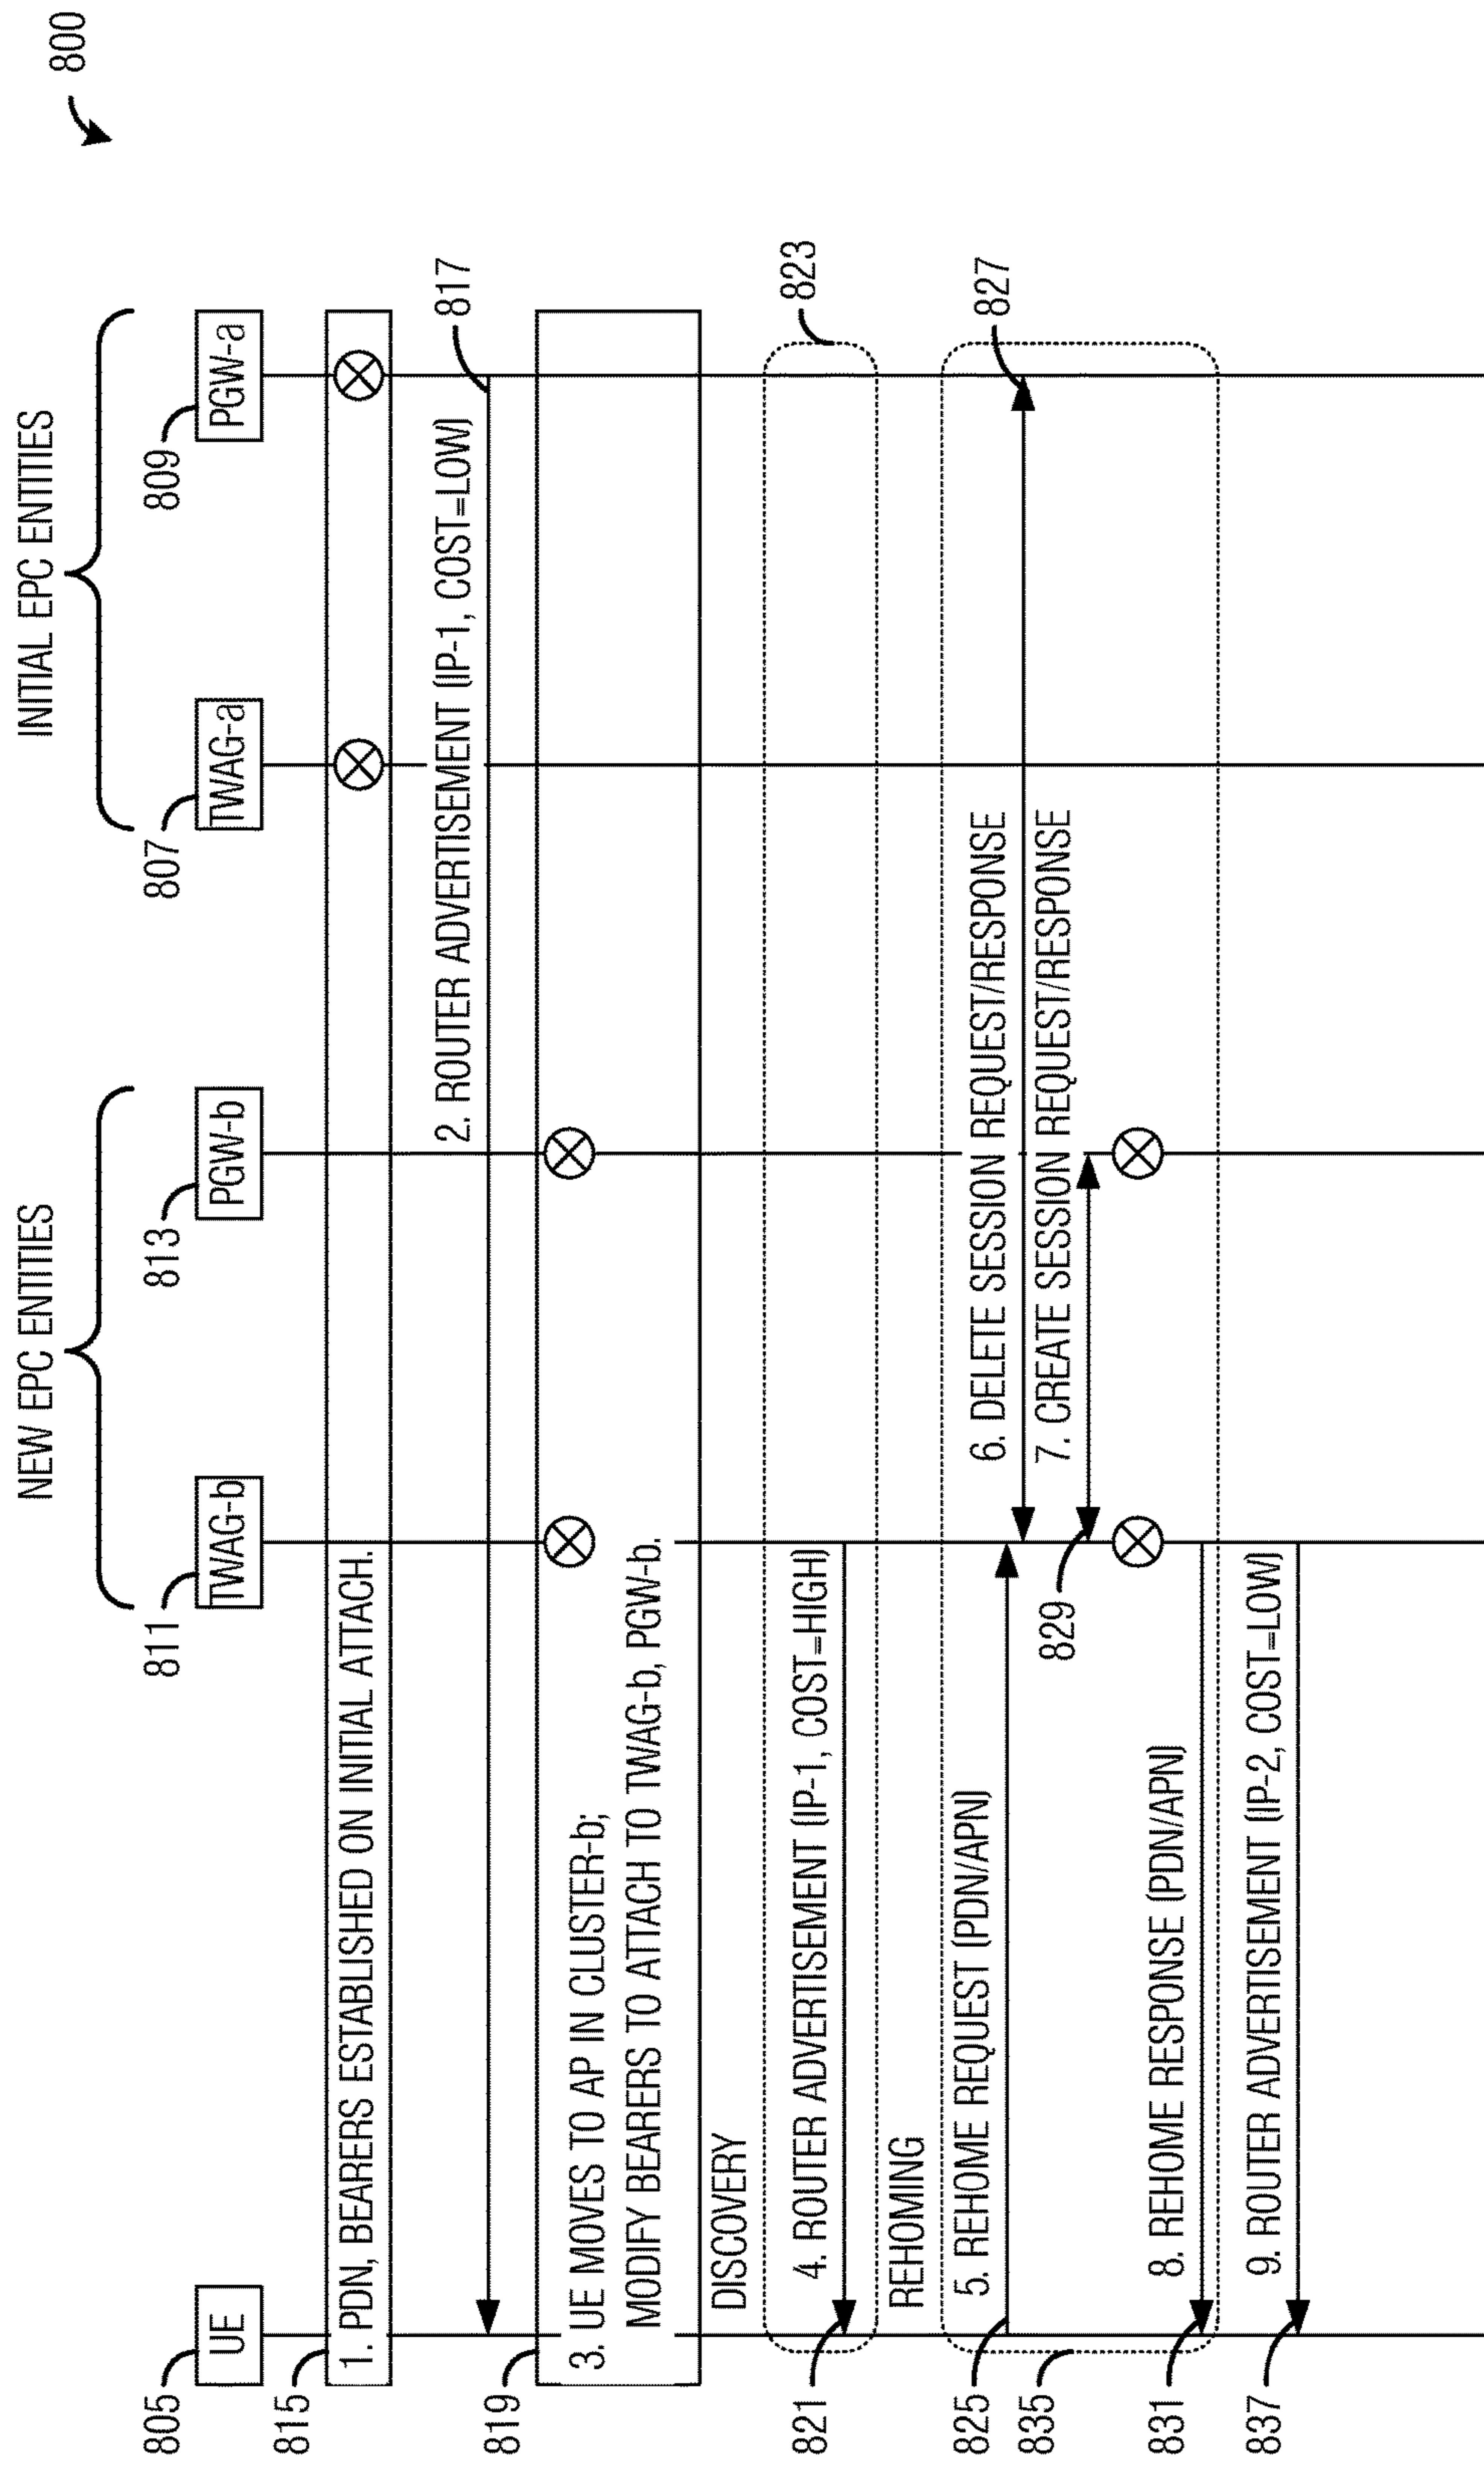 800
NEW EPC ENTITIES
INITIAL EPC ENTITIES
805
811
813
807
809
UE
TWAG-b
PGW-b
TWAG-a
PGW-a
815
1. PDN, BEARERS ESTABLISHED ON INITIAL ATTACH.
2. ROUTER ADVERTISEMENT (IP-1, COST=LOW)
817
819
3. UE MOVES TO AP IN CLUSTER-b;
MODIFY BEARERS TO ATTACH TO TWAG-b, PGW-b.
DISCOVERY
823
4. ROUTER ADVERTISEMENT (IP-1, COST=HIGH)
821
REHOMING
5. REHOME REQUEST (PDN/APN)
825
6. DELETE SESSION REQUEST/RESPONSE
827
7. CREATE SESSION REQUEST/RESPONSE
829
835
8. REHOME RESPONSE (PDN/APN)
831
9. ROUTER ADVERTISEMENT (IP-2, COST=LOW)
837